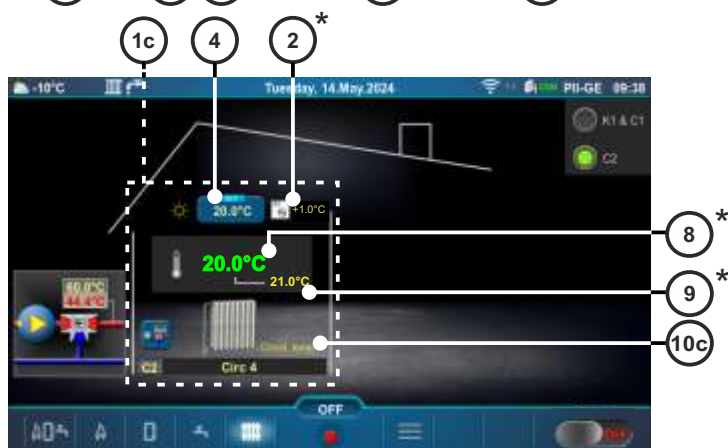 1c 4 2 *
-10°C Tuesday, 14.May.2024 PII-GE 09:38
K1 & C1
C2
20.0°C +1.0°C
8 *
20.0°C
21.0°C
9 *
60.0°C
44.4°C
10c
C2 Circ 4
OFF
OFF